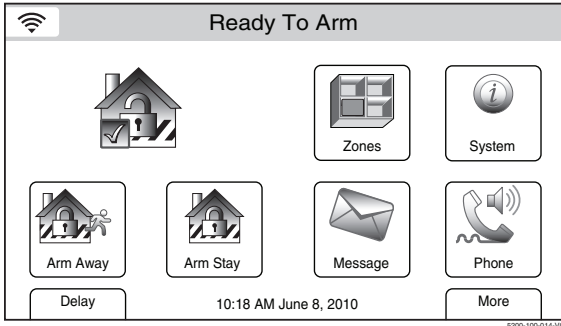 Ready To Arm
Zones
System
Arm Away
Arm Stay
Message
Phone
Delay
10:18 AM June 8, 2010
More